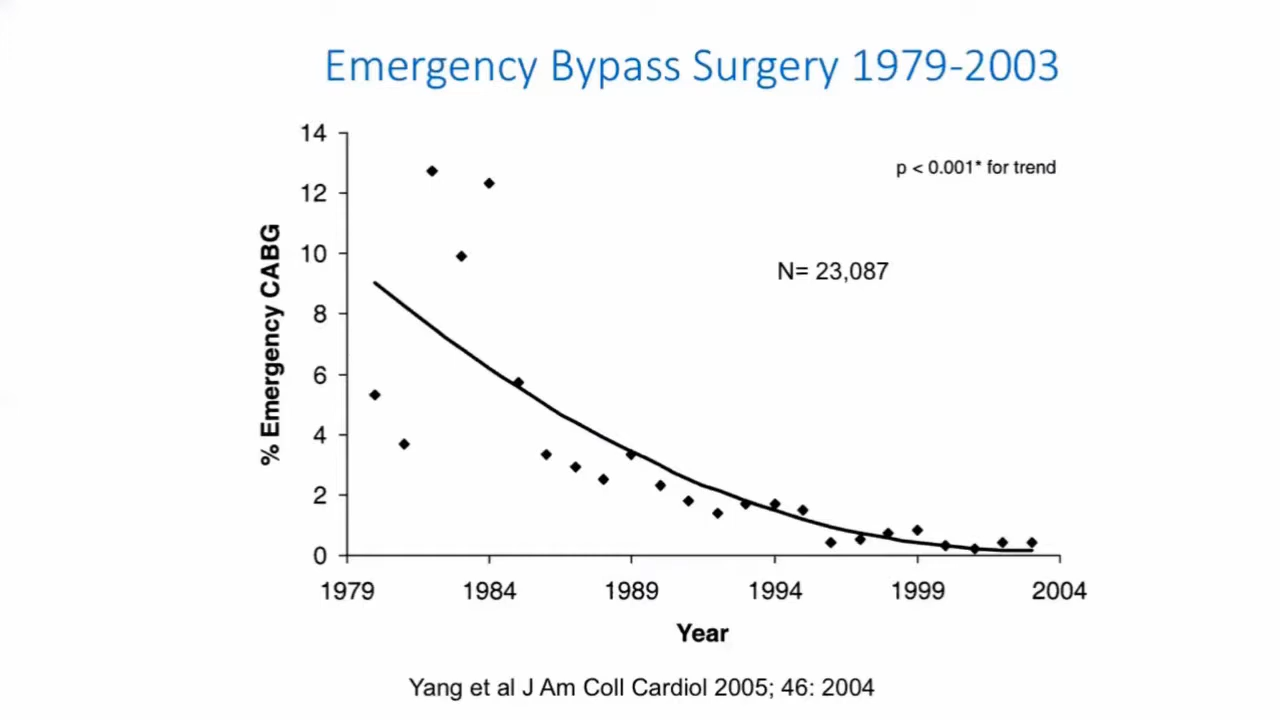 Emergency Bypass Surgery 1979-2003
14
p < 0.001* for trend
12
10
N= 23,087
8
6
4
2
0
% Emergency CABG
1979 1984 1989 1994 1999 2004
Year
Yang et al J Am Coll Cardiol 2005; 46: 2004